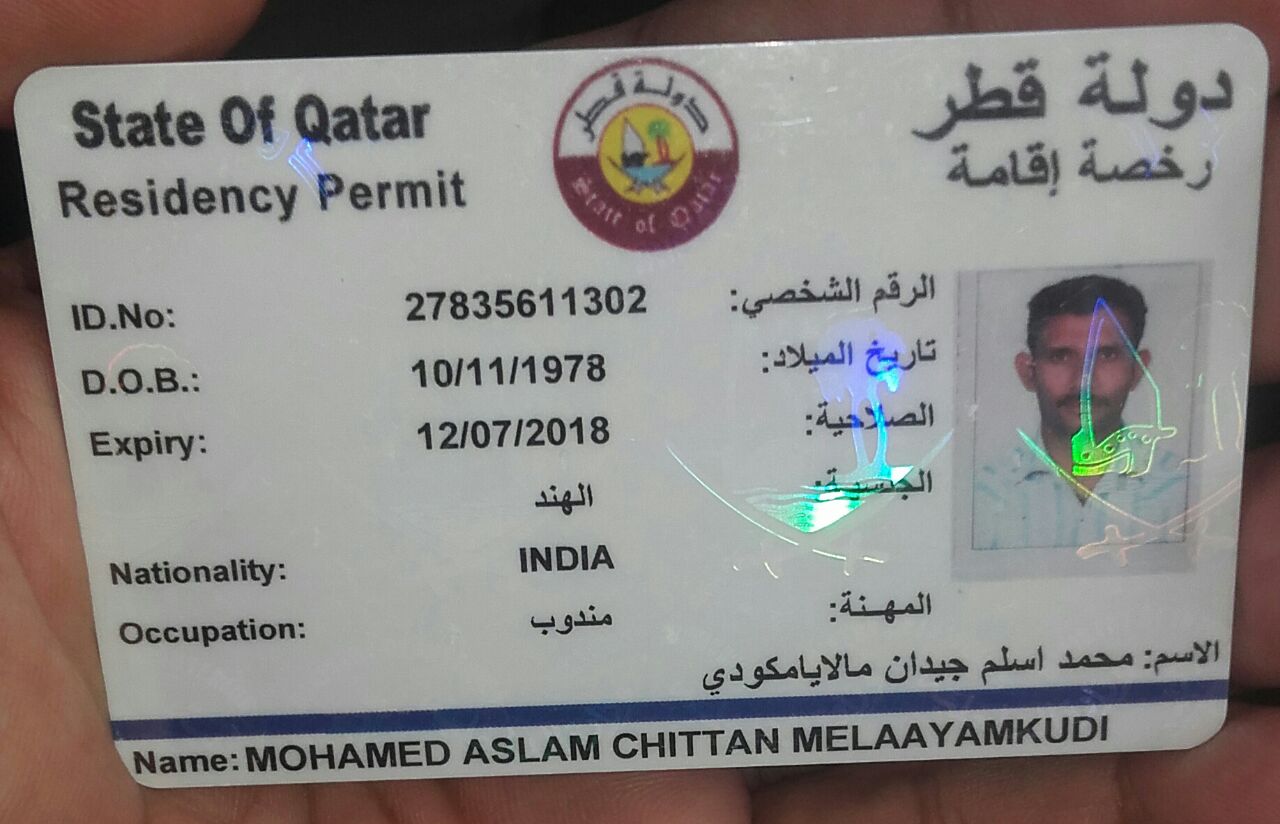 State Of Qatar
دولة قطر
Residency Permit
رخصة إقامة
دولة قطر
State of Qatar
ID.No: 27835611302 الرقم الشخصي:
D.O.B.: 10/11/1978 تاريخ الميلاد:
Expiry: 12/07/2018 الصلاحية:
الهند الجنسية:
Nationality: INDIA
Occupation: مندوب المهنة:
الاسم: محمد اسلم جيدان مالايامكودي
Name: MOHAMED ASLAM CHITTAN MELAAYAMKUDI